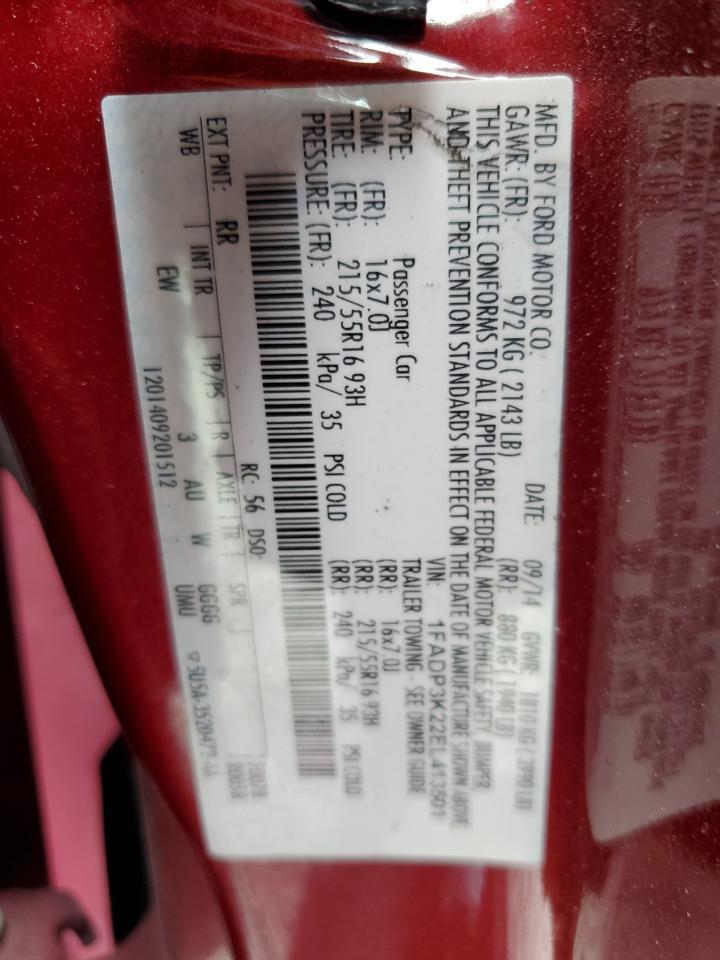 MFD. BY FORD MOTOR CO. DATE: 09/14 GVWR: 1810 KG ( 3990 LB)
GAWR: (FR): 972 KG ( 2143 LB) (RR): 880 KG ( 1940 LB)
THIS VEHICLE CONFORMS TO ALL APPLICABLE FEDERAL MOTOR VEHICLE SAFETY, BUMPER,
AND THEFT PREVENTION STANDARDS IN EFFECT ON THE DATE OF MANUFACTURE SHOWN ABOVE
VIN: 1FADP3K22EL413501
TYPE: Passenger Car TRAILER TOWING - SEE OWNER GUIDE
RIM: (FR): 16x7.0J (RR): 16x7.0J
TIRE: (FR): 215/55R16 93H (RR): 215/55R16 93H
PRESSURE: (FR): 240 kPa/ 35 PSI COLD (RR): 240 kPa/ 35 PSI COLD
EXT PNT: RR RC: 56 DSO:
WB INT TR TP/PS R AXLE TR SPR
EW 3 AU W GGGG
1201409201512 UMU